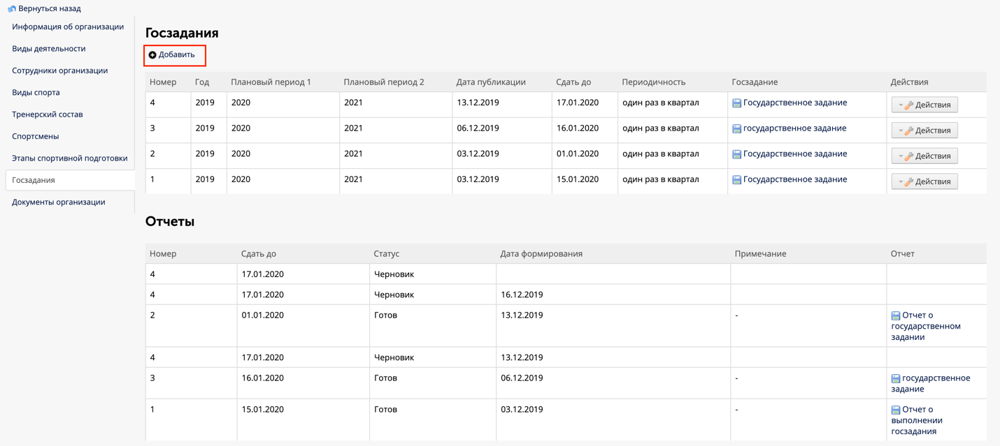 Вернуться назад
Информация об организации
Виды деятельности
Сотрудники организации
Виды спорта
Тренерский состав
Спортсмены
Этапы спортивной подготовки
Госзадания
Документы организации
Госзадания
Добавить
Номер Год Плановый период 1 Плановый период 2 Дата публикации Сдать до Периодичность Госзадание Действия
4 2019 2020 2021 13.12.2019 17.01.2020 один раз в квартал Государственное задание Действия
3 2019 2020 2021 06.12.2019 16.01.2020 один раз в квартал государственное задание Действия
2 2019 2020 2021 03.12.2019 01.01.2020 один раз в квартал Государственное задание Действия
1 2019 2020 2021 03.12.2019 15.01.2020 один раз в квартал Государственное задание Действия
Отчеты
Номер Сдать до Статус Дата формирования Примечание Отчет
4 17.01.2020 Черновик
4 17.01.2020 Черновик 16.12.2019
2 01.01.2020 Готов 13.12.2019 - Отчет о
государственном
задании
4 17.01.2020 Черновик 13.12.2019
3 16.01.2020 Готов 06.12.2019 - государственное
задание
1 15.01.2020 Готов 03.12.2019 - Отчет о
выполнении
госзадания